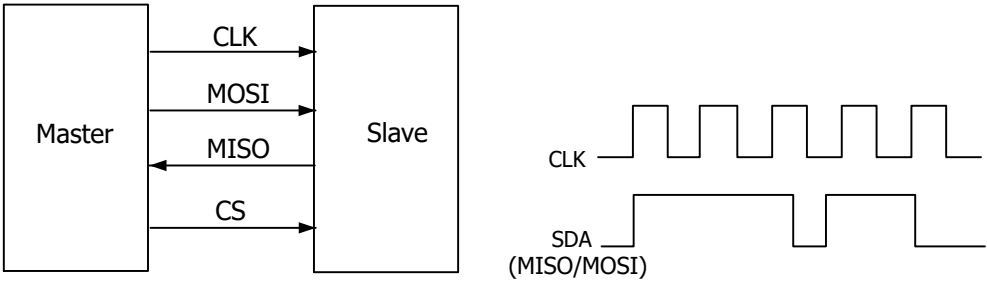 CLK
MOSI
Master
Slave
MISO
CS
CLK
SDA
(MISO/MOSI)